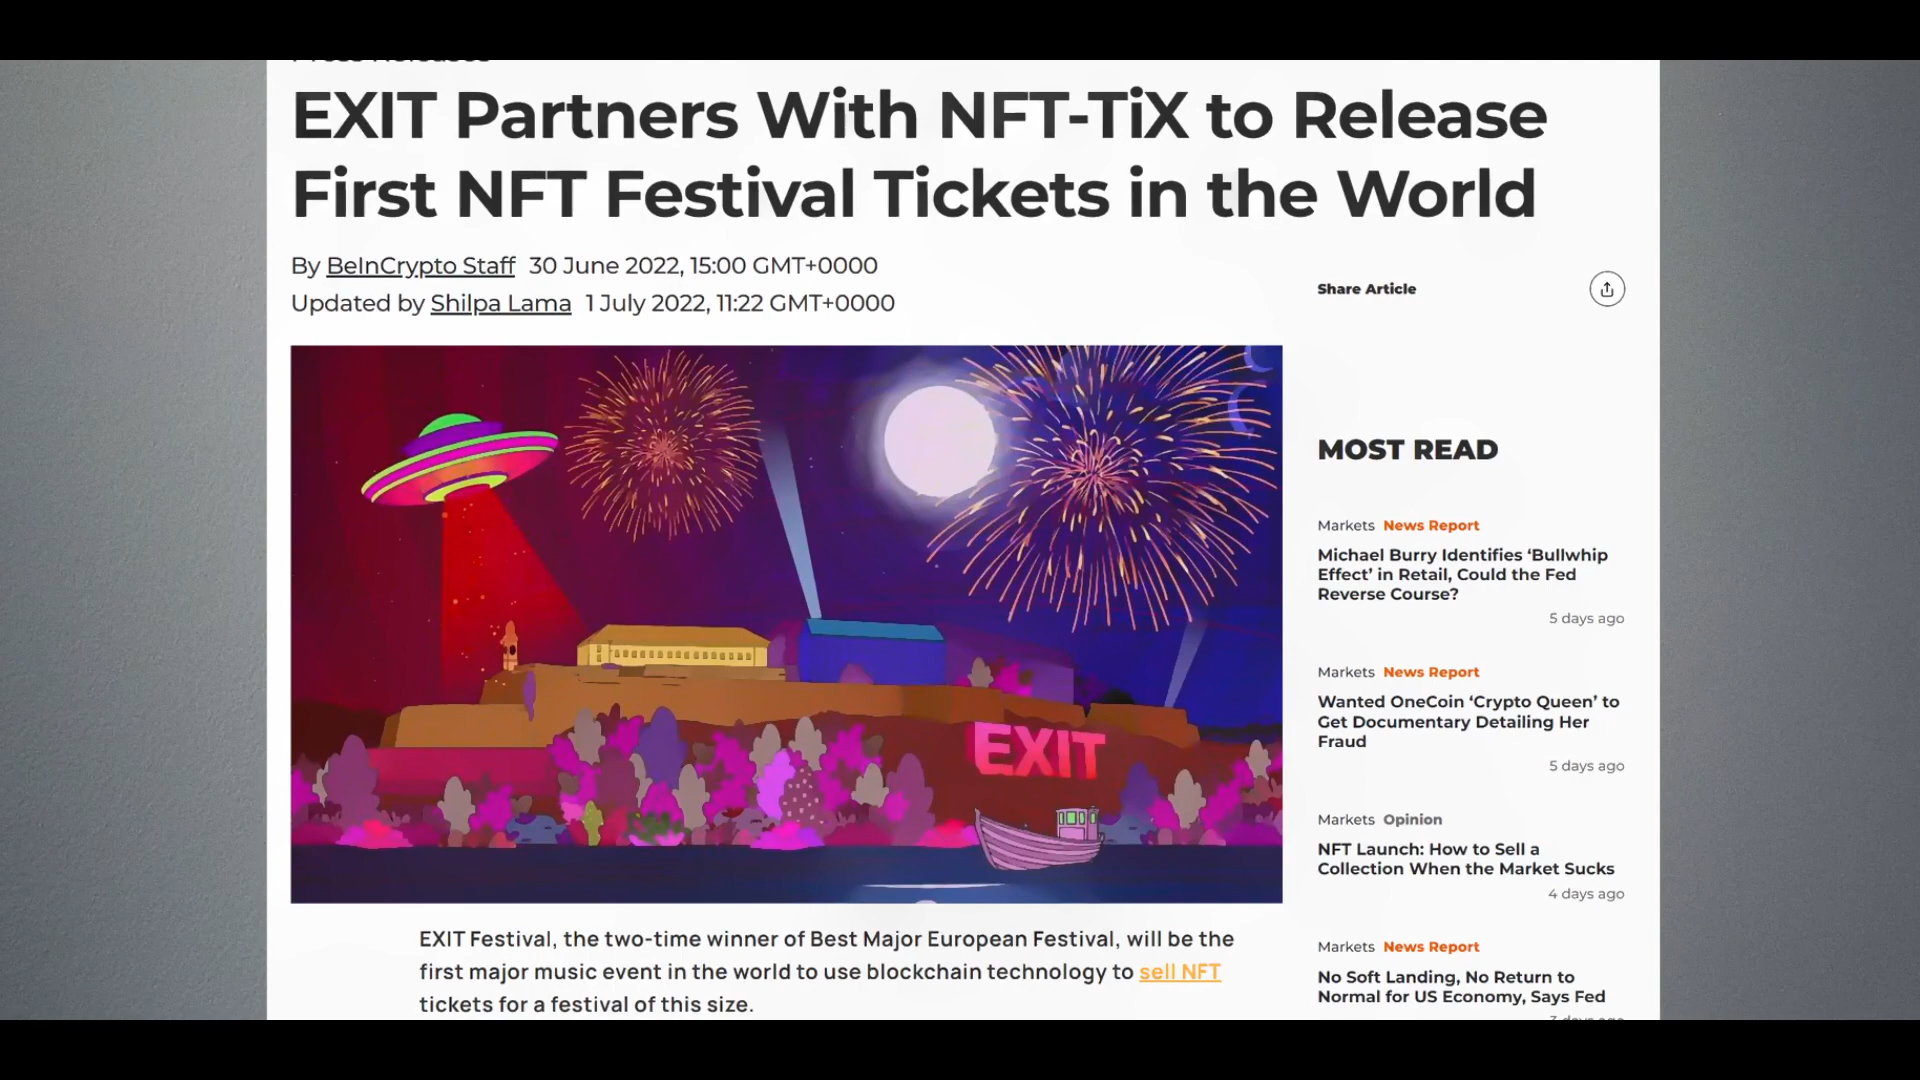 Press Releases
EXIT Partners With NFT-TiX to Release
First NFT Festival Tickets in the World
By BeInCrypto Staff 30 June 2022, 15:00 GMT+0000
Updated by Shilpa Lama 1 July 2022, 11:22 GMT+0000
Share Article
EXIT
EXIT Festival, the two-time winner of Best Major European Festival, will be the
first major music event in the world to use blockchain technology to sell NFT
tickets for a festival of this size.
MOST READ
Markets News Report
Michael Burry Identifies ‘Bullwhip
Effect’ in Retail, Could the Fed
Reverse Course?
5 days ago
Markets News Report
Wanted OneCoin ‘Crypto Queen’ to
Get Documentary Detailing Her
Fraud
5 days ago
Markets Opinion
NFT Launch: How to Sell a
Collection When the Market Sucks
4 days ago
Markets News Report
No Soft Landing, No Return to
Normal for US Economy, Says Fed
3 days ago